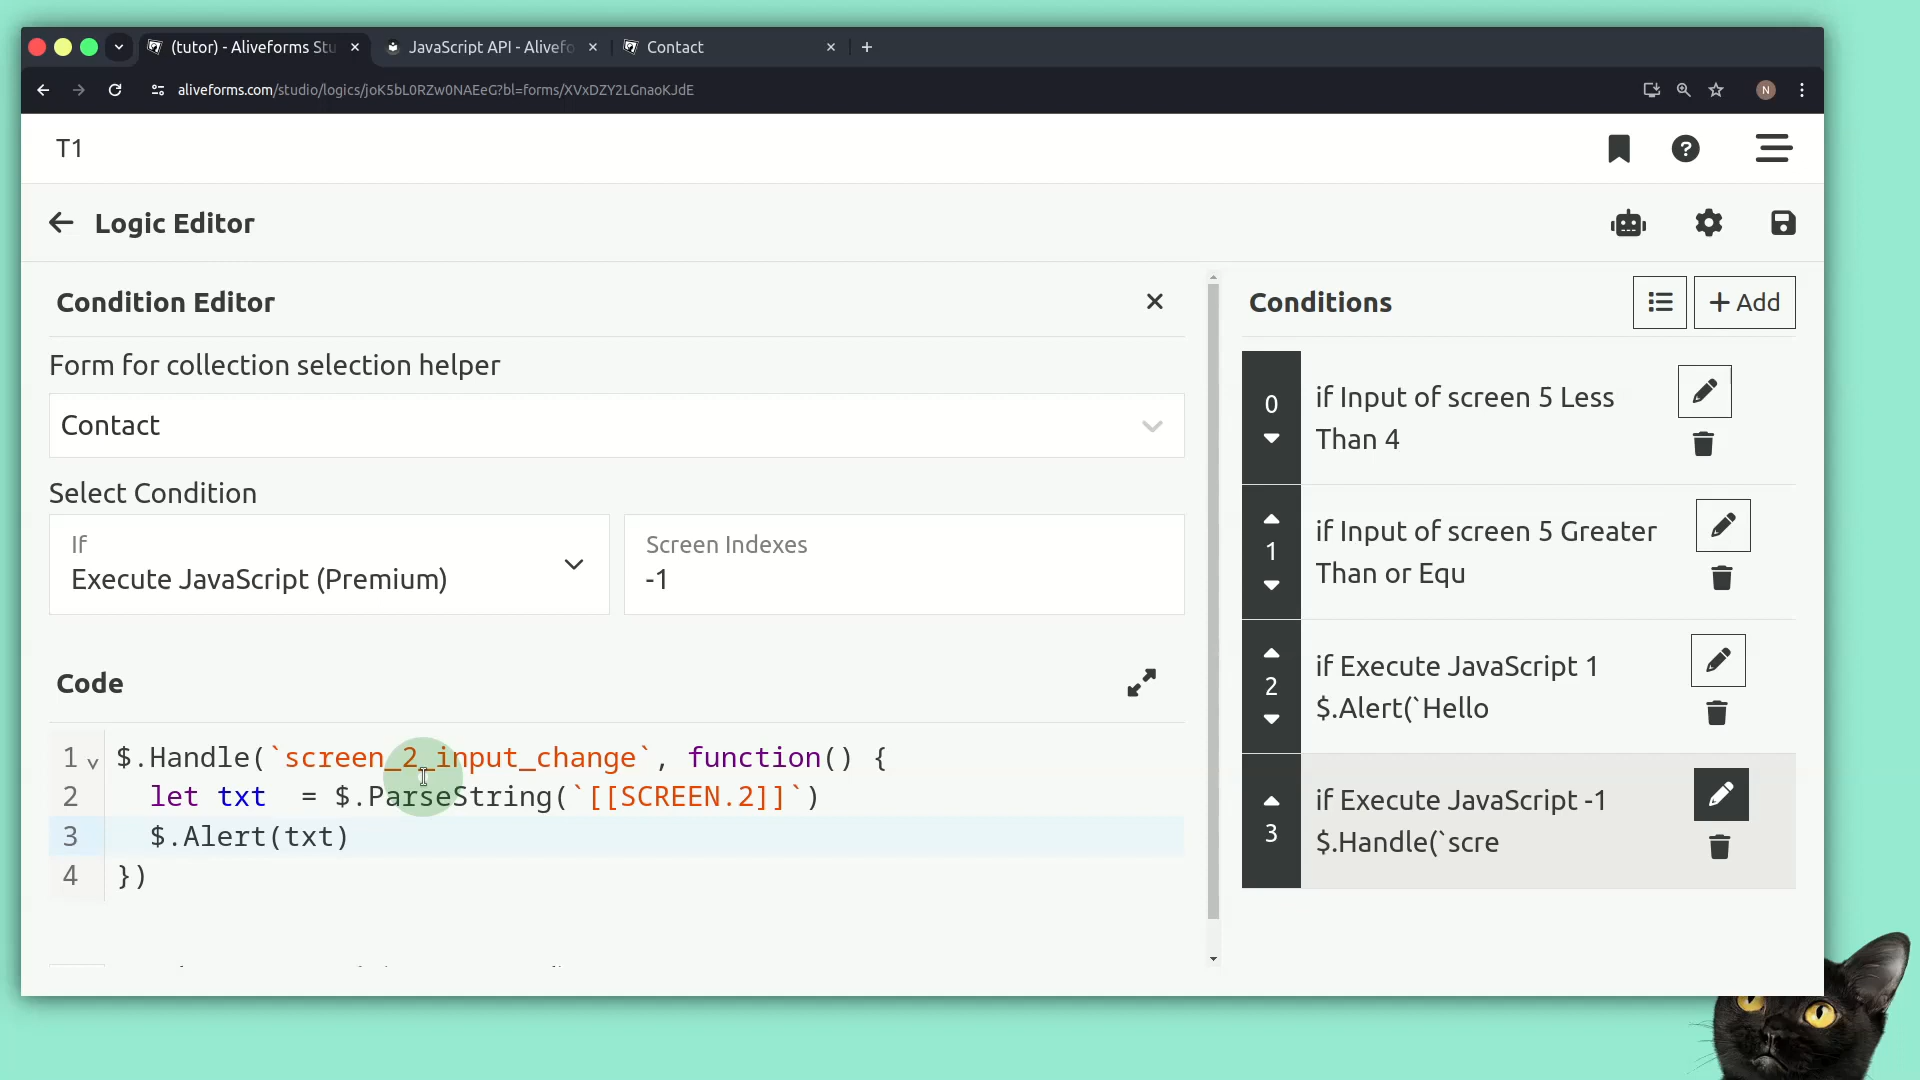 (tutor) - Aliveforms Stu
JavaScript API - Alivefo
Contact
aliveforms.com/studio/logics/joK5bL0RZw0NAEeG?bl=forms/XVxDZY2LGnaoKJdE
N
T1
Logic Editor
Condition Editor
Form for collection selection helper
Contact
Select Condition
If
Execute JavaScript (Premium)
Screen Indexes
-1
Code
1 $.Handle(`screen_2_input_change`, function() {
2 let txt = $.ParseString(`[[SCREEN.2]]`)
3 $.Alert(txt)
4 })
Conditions
+ Add
0
if Input of screen 5 Less
Than 4
1
if Input of screen 5 Greater
Than or Equ
2
if Execute JavaScript 1
$.Alert(`Hello
3
if Execute JavaScript -1
$.Handle(`scre